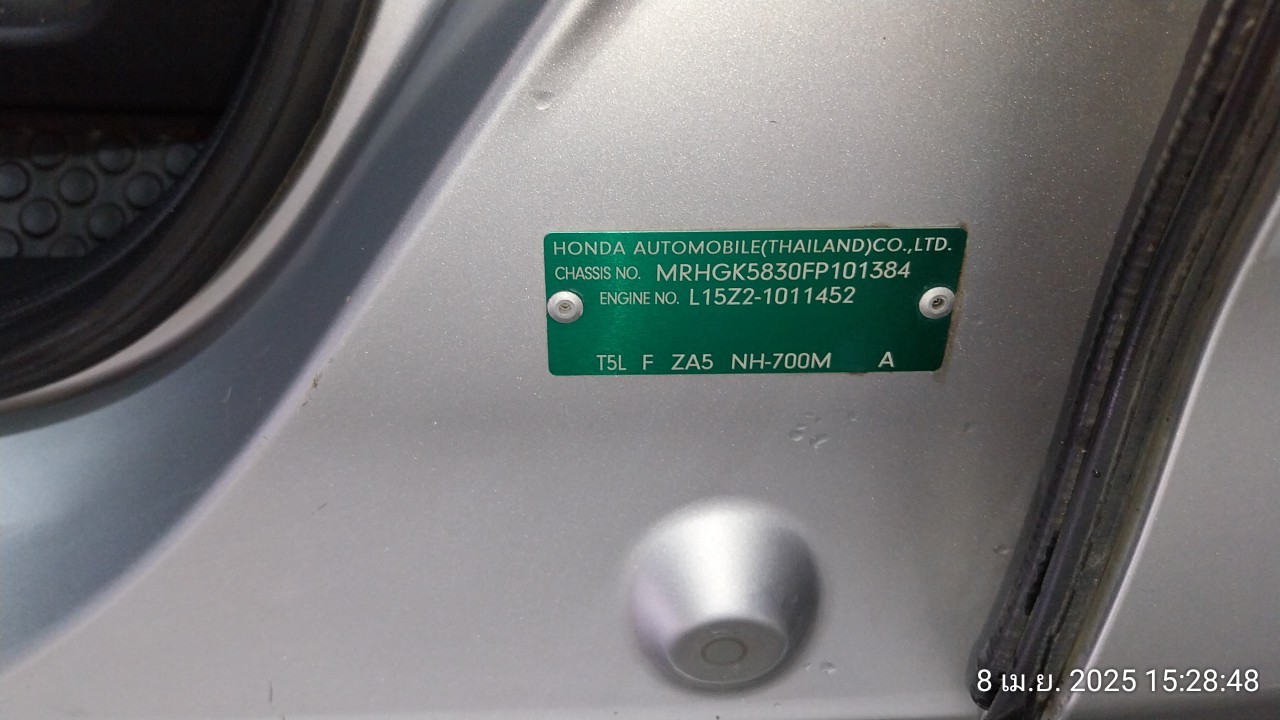 HONDA AUTOMOBILE(THAILAND)CO.,LTD.
CHASSIS NO. MRHGK5830FP101384
ENGINE NO. L15Z2-1011452
T5L F ZA5 NH-700M A
8 เม.ย. 2025 15:28:48